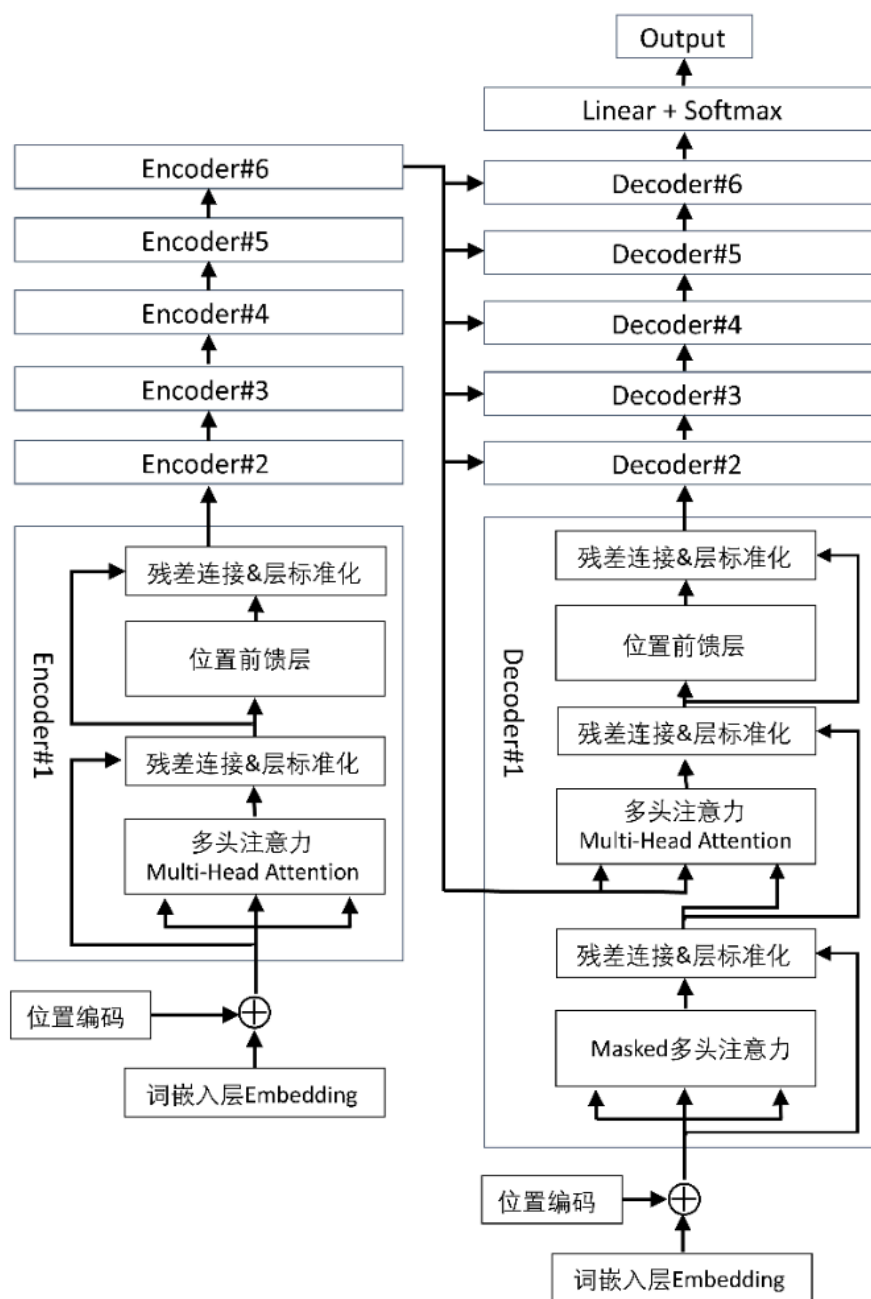 Output
Linear + Softmax
Encoder#6
Encoder#5
Encoder#4
Encoder#3
Encoder#2
残差连接&层标准化
位置前馈层
残差连接&层标准化
多头注意力
Multi-Head Attention
Encoder#1
位置编码
词嵌入层Embedding
Decoder#6
Decoder#5
Decoder#4
Decoder#3
Decoder#2
残差连接&层标准化
位置前馈层
残差连接&层标准化
多头注意力
Multi-Head Attention
残差连接&层标准化
Masked多头注意力
Decoder#1
位置编码
词嵌入层Embedding